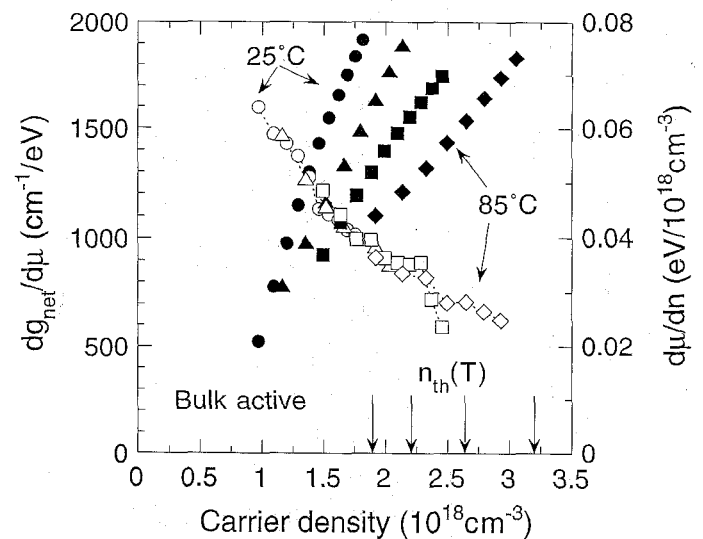 2000
1500
1000
500
0
dg_net/dμ (cm⁻¹/eV)
25°C
85°C
n_th(T)
Bulk active
0.08
0.06
0.04
0.02
0
dμ/dn (eV/10¹⁸cm⁻³)
0 0.5 1 1.5 2 2.5 3 3.5
Carrier density (10¹⁸cm⁻³)